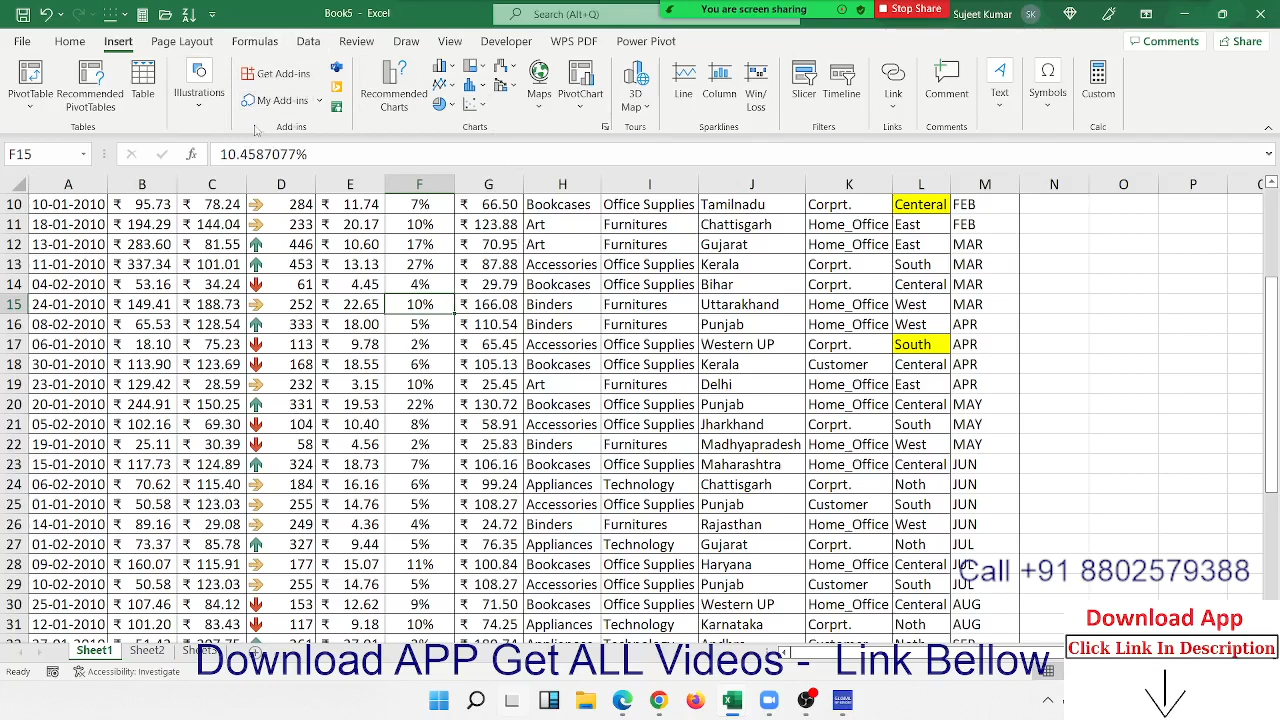 Book5 - Excel
Search (Alt+Q)
You are screen sharing
Stop Share
Sujeet Kumar
SK
File Home Insert Page Layout Formulas Data Review Draw View Developer WPS PDF Power Pivot
Comments Share
PivotTable Recommended PivotTables Table Illustrations Get Add-ins My Add-ins Recommended Charts Maps PivotChart 3D Map Line Column Win/Loss Slicer Timeline Link Comment Text Symbols Custom
Tables Add-ins Charts Tours Sparklines Filters Links Comments Calc
F15 fx 10.4587077%
A B C D E F G H I J K L M N O P
10 10-01-2010 ₹ 95.73 ₹ 78.24 284 ₹ 11.74 7% ₹ 66.50 Bookcases Office Supplies Tamilnadu Corprt. Centeral FEB
11 18-01-2010 ₹ 194.29 ₹ 144.04 233 ₹ 20.17 10% ₹ 123.88 Art Furnitures Chattisgarh Home_Office East FEB
12 13-01-2010 ₹ 283.60 ₹ 81.55 446 ₹ 10.60 17% ₹ 70.95 Art Furnitures Gujarat Home_Office Centeral MAR
13 11-01-2010 ₹ 337.34 ₹ 101.01 453 ₹ 13.13 27% ₹ 87.88 Accessories Office Supplies Kerala Corprt. South MAR
14 04-02-2010 ₹ 53.16 ₹ 34.24 61 ₹ 4.45 4% ₹ 29.79 Bookcases Office Supplies Bihar Corprt. Centeral MAR
15 24-01-2010 ₹ 149.41 ₹ 188.73 252 ₹ 22.65 10% ₹ 166.08 Binders Furnitures Uttarakhand Home_Office West MAR
16 08-02-2010 ₹ 65.53 ₹ 128.54 333 ₹ 18.00 5% ₹ 110.54 Binders Furnitures Punjab Home_Office West APR
17 06-01-2010 ₹ 18.10 ₹ 75.23 113 ₹ 9.78 2% ₹ 65.45 Accessories Office Supplies Western UP Corprt. South APR
18 30-01-2010 ₹ 113.90 ₹ 123.69 168 ₹ 18.55 6% ₹ 105.13 Bookcases Office Supplies Kerala Customer Centeral APR
19 23-01-2010 ₹ 129.42 ₹ 28.59 232 ₹ 3.15 10% ₹ 25.45 Art Furnitures Delhi Home_Office East APR
20 20-01-2010 ₹ 244.91 ₹ 150.25 331 ₹ 19.53 22% ₹ 130.72 Bookcases Office Supplies Punjab Home_Office Centeral MAY
21 05-02-2010 ₹ 102.16 ₹ 69.30 104 ₹ 10.40 8% ₹ 58.91 Accessories Office Supplies Jharkhand Corprt. South MAY
22 19-01-2010 ₹ 25.11 ₹ 30.39 58 ₹ 4.56 2% ₹ 25.83 Binders Furnitures Madhyapradesh Home_Office West MAY
23 15-01-2010 ₹ 117.73 ₹ 124.89 324 ₹ 18.73 7% ₹ 106.16 Bookcases Office Supplies Maharashtra Home_Office Centeral JUN
24 06-02-2010 ₹ 70.62 ₹ 115.40 184 ₹ 16.16 6% ₹ 99.24 Appliances Technology Chattisgarh Home_Office Noth JUN
25 01-01-2010 ₹ 50.58 ₹ 123.03 255 ₹ 14.76 5% ₹ 108.27 Accessories Office Supplies Punjab Customer South JUN
26 14-01-2010 ₹ 89.16 ₹ 29.08 249 ₹ 4.36 4% ₹ 24.72 Binders Furnitures Rajasthan Home_Office West JUN
27 01-02-2010 ₹ 73.37 ₹ 85.78 327 ₹ 9.44 5% ₹ 76.35 Appliances Technology Gujarat Corprt. Noth JUL
28 09-02-2010 ₹ 160.07 ₹ 115.91 177 ₹ 15.07 11% ₹ 100.84 Bookcases Office Supplies Haryana Home_Office Centeral JUL
Call +91 8802579388
29 10-02-2010 ₹ 50.58 ₹ 123.03 255 ₹ 14.76 5% ₹ 108.27 Accessories Office Supplies Punjab Customer South JUL
30 25-01-2010 ₹ 107.46 ₹ 84.12 153 ₹ 12.62 9% ₹ 71.50 Bookcases Office Supplies Western UP Home_Office Centeral AUG
31 12-01-2010 ₹ 101.20 ₹ 83.43 117 ₹ 9.18 10% ₹ 74.25 Appliances Technology Karnataka Corprt. Noth AUG
Download App
Click Link In Description
Sheet1 Sheet2 Sheet3
Download APP Get ALL Videos - Link Bellow
Ready Accessibility: Investigate